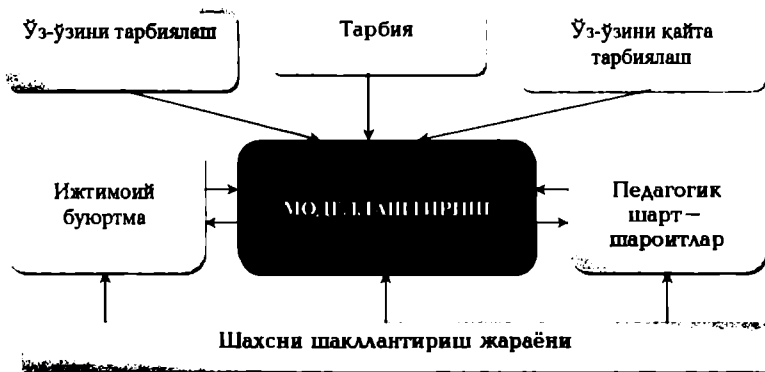 Ўз-ўзини тарбиялаш
Тарбия
Ўз-ўзини қайта
тарбиялаш
Ижтимоий
буюртма
МОДЕЛЛАШТИРИШ
Педагогик
шарт–
шароитлар
Шахсни шакллантириш жараёни